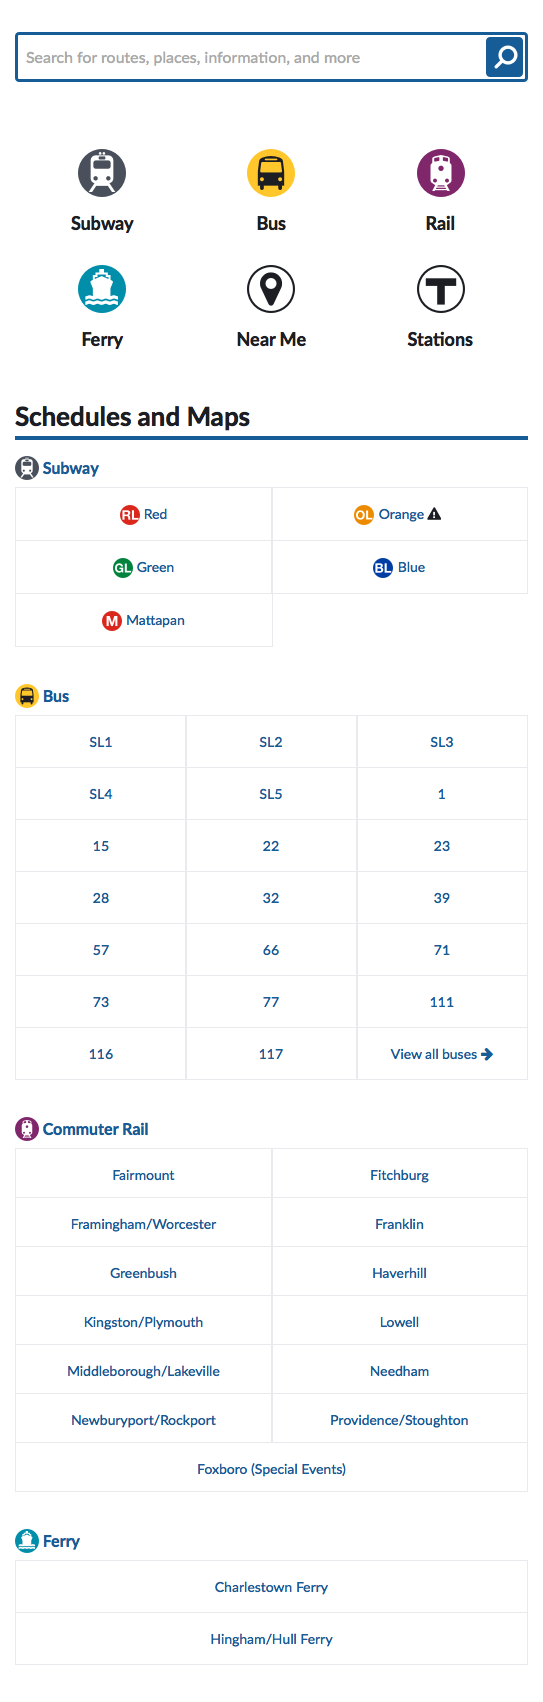 Search for routes, places, information, and more
Subway Bus Rail
T
Ferry Near Me Stations
Schedules and Maps
Subway
RL Red OL Orange
GL Green BL Blue
M Mattapan
Bus
SL1 SL2 SL3
SL4 SL5 1
15 22 23
28 32 39
57 66 71
73 77 111
116 117 View all buses
Commuter Rail
Fairmount Fitchburg
Framingham/Worcester Franklin
Greenbush Haverhill
Kingston/Plymouth Lowell
Middleborough/Lakeville Needham
Newburyport/Rockport Providence/Stoughton
Foxboro (Special Events)
Ferry
Charlestown Ferry
Hingham/Hull Ferry